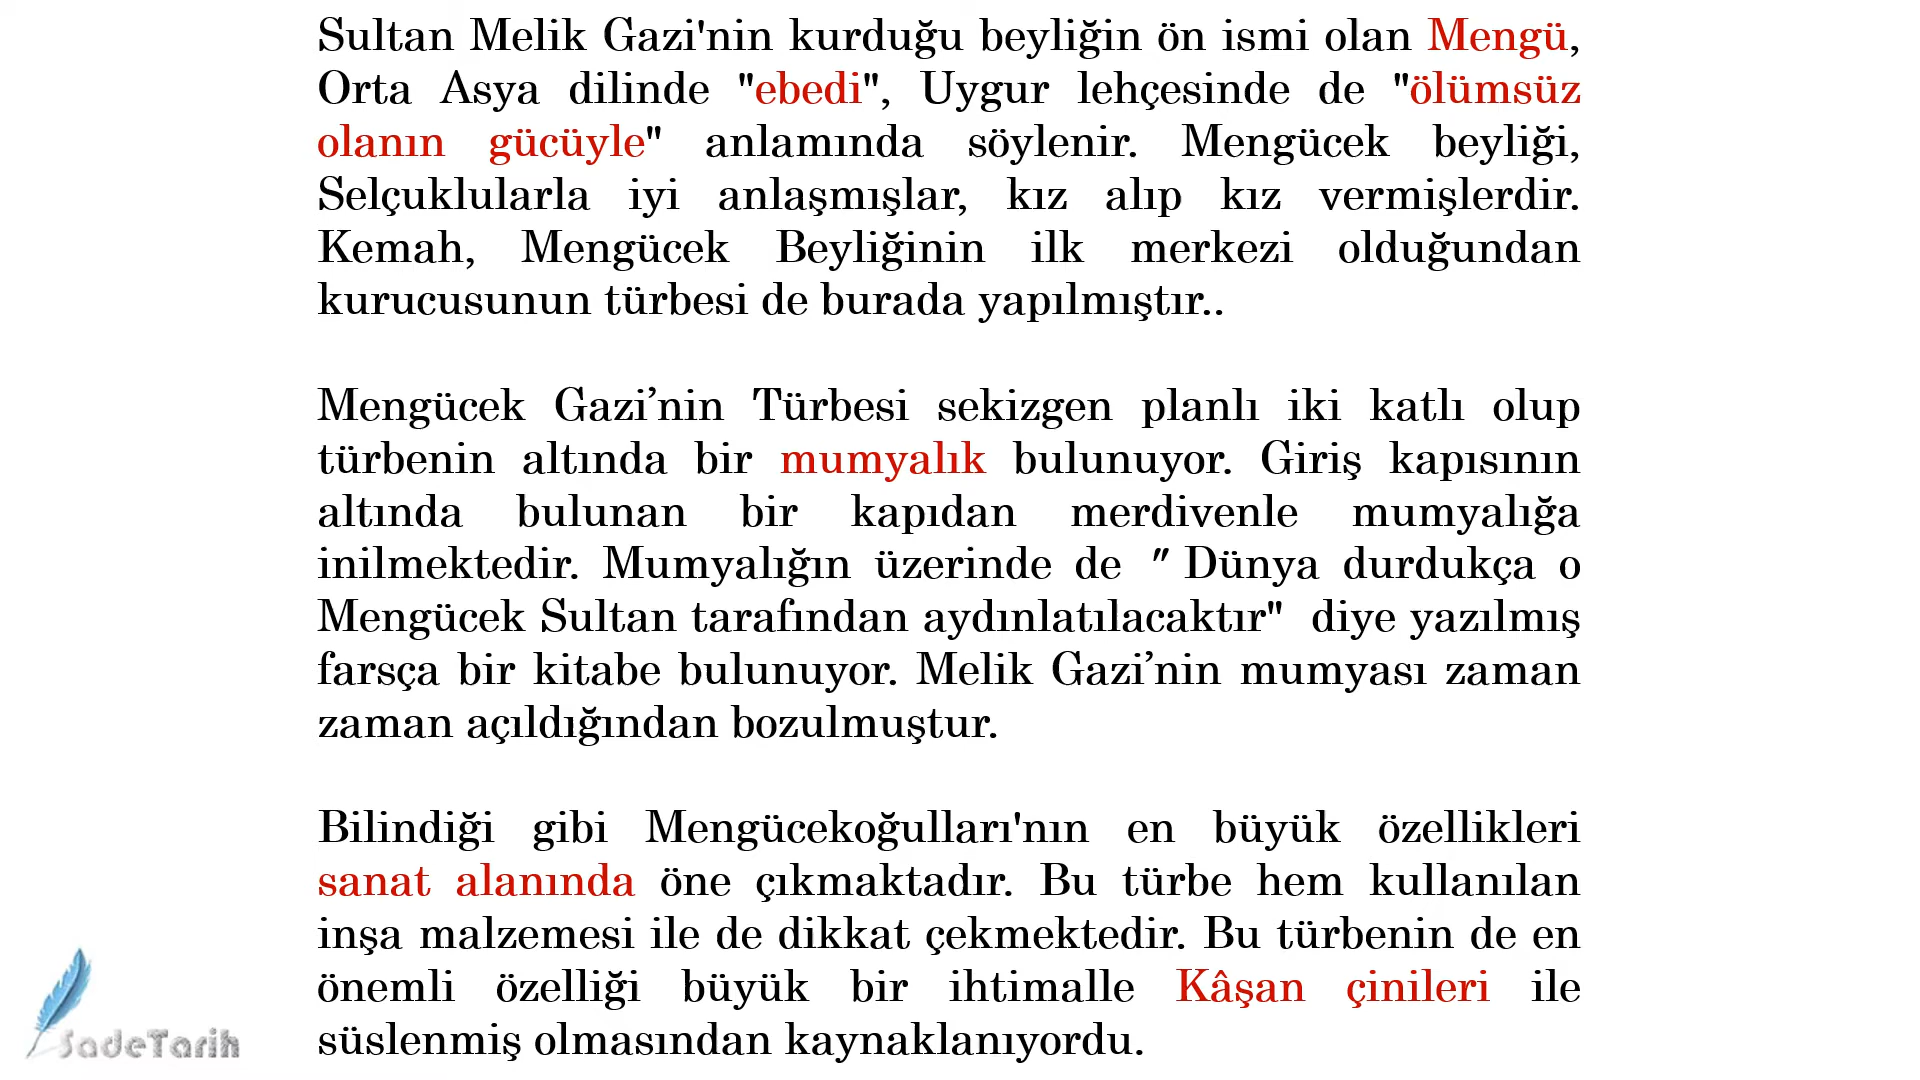 Sultan Melik Gazi'nin kurduğu beyliğin ön ismi olan Mengü,
Orta Asya dilinde "ebedi", Uygur lehçesinde de "ölümsüz
olanın gücüyle" anlamında söylenir. Mengücek beyliği,
Selçuklularla iyi anlaşmışlar, kız alıp kız vermişlerdir.
Kemah, Mengücek Beyliğinin ilk merkezi olduğundan
kurucusunun türbesi de burada yapılmıştır..
Mengücek Gazi’nin Türbesi sekizgen planlı iki katlı olup
türbenin altında bir mumyalık bulunuyor. Giriş kapısının
altında bulunan bir kapıdan merdivenle mumyalığa
inilmektedir. Mumyalığın üzerinde de " Dünya durdukça o
Mengücek Sultan tarafından aydınlatılacaktır" diye yazılmış
farsça bir kitabe bulunuyor. Melik Gazi’nin mumyası zaman
zaman açıldığından bozulmuştur.
Bilindiği gibi Mengücekoğulları'nın en büyük özellikleri
sanat alanında öne çıkmaktadır. Bu türbe hem kullanılan
inşa malzemesi ile de dikkat çekmektedir. Bu türbenin de en
önemli özelliği büyük bir ihtimalle Kâşan çinileri ile
süslenmiş olmasından kaynaklanıyordu.
SadeTarih